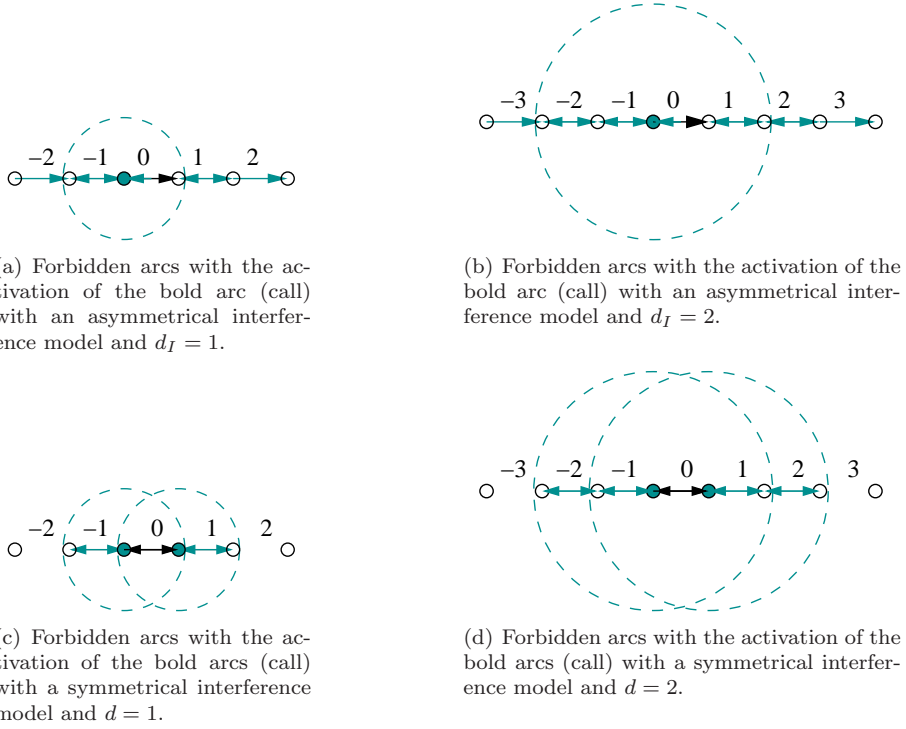 −3 −2 −1 0 1 2 3
−2 −1 0 1 2
(a) Forbidden arcs with the ac-
tivation of the bold arc (call)
with an asymmetrical interfer-
ence model and d_I = 1.
(b) Forbidden arcs with the activation of the
bold arc (call) with an asymmetrical inter-
ference model and d_I = 2.
−3 −2 −1 0 1 2 3
−2 −1 0 1 2
(c) Forbidden arcs with the ac-
tivation of the bold arcs (call)
with a symmetrical interference
model and d = 1.
(d) Forbidden arcs with the activation of the
bold arcs (call) with a symmetrical interfer-
ence model and d = 2.